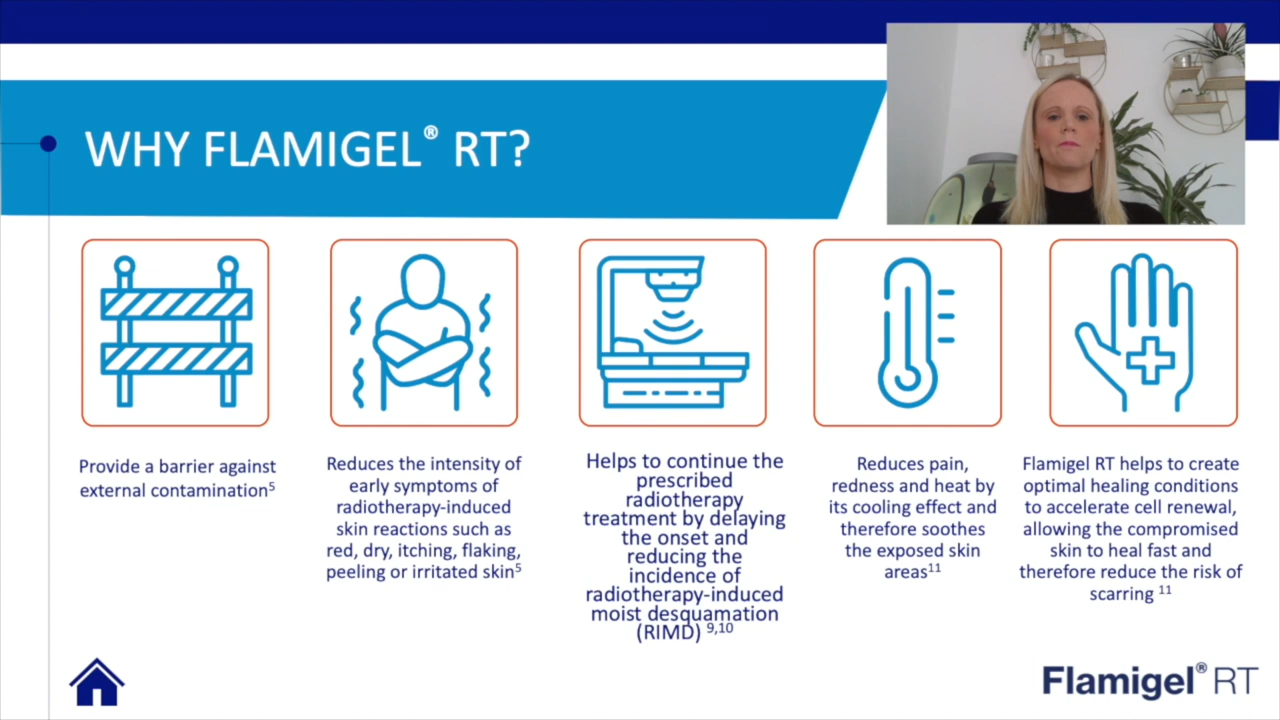 WHY FLAMIGEL® RT?
Provide a barrier against
external contamination⁵
Reduces the intensity of
early symptoms of
radiotherapy-induced
skin reactions such as
red, dry, itching, flaking,
peeling or irritated skin⁵
Helps to continue the
prescribed
radiotherapy
treatment by delaying
the onset and
reducing the
incidence of
radiotherapy-induced
moist desquamation
(RIMD) ⁹,¹⁰
Reduces pain,
redness and heat by
its cooling effect and
therefore soothes
the exposed skin
areas¹¹
Flamigel RT helps to create
optimal healing conditions
to accelerate cell renewal,
allowing the compromised
skin to heal fast and
therefore reduce the risk of
scarring ¹¹
Flamigel® RT